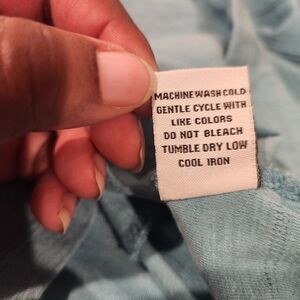 MACHINE WASH COLD
GENTLE CYCLE WITH
LIKE COLORS
DO NOT BLEACH
TUMBLE DRY LOW
COOL IRON